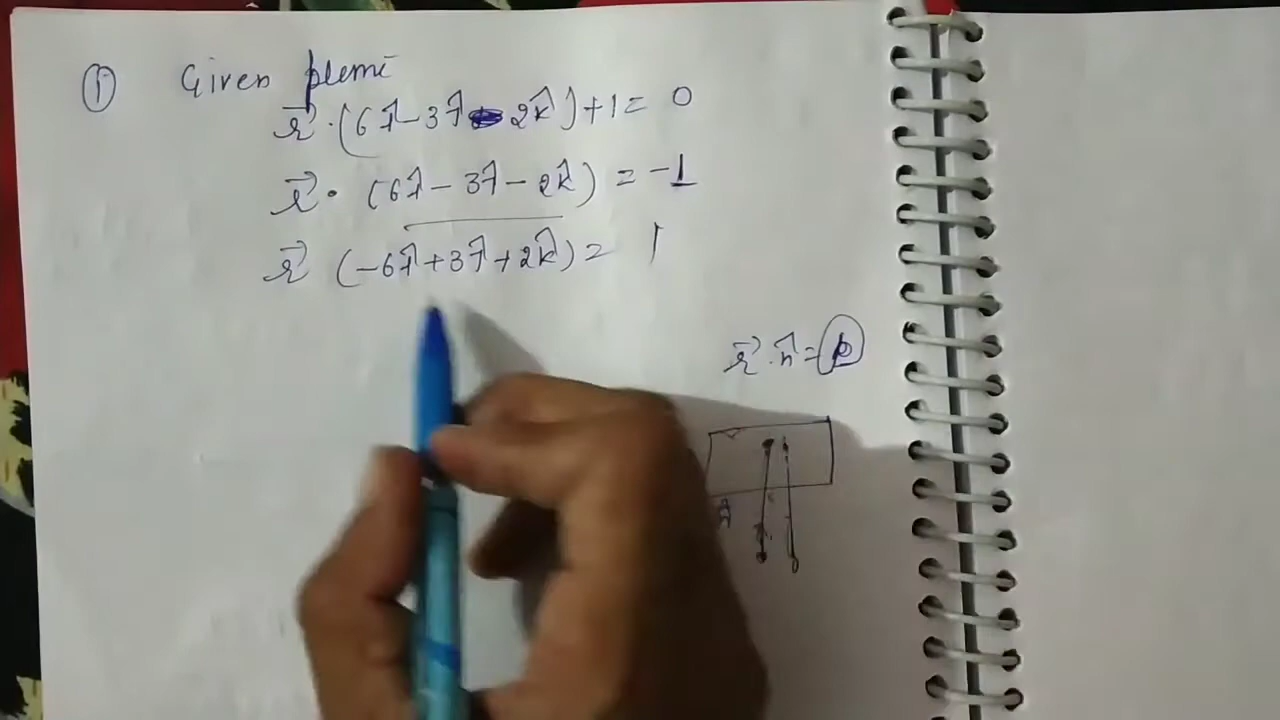 ① Given plane
r⃗ · (6î - 3ĵ - 2k̂) + 1 = 0
r⃗ · (6î - 3ĵ - 2k̂) = -1
r⃗ (-6î + 3ĵ + 2k̂) = 1
r⃗ · n̂ = p